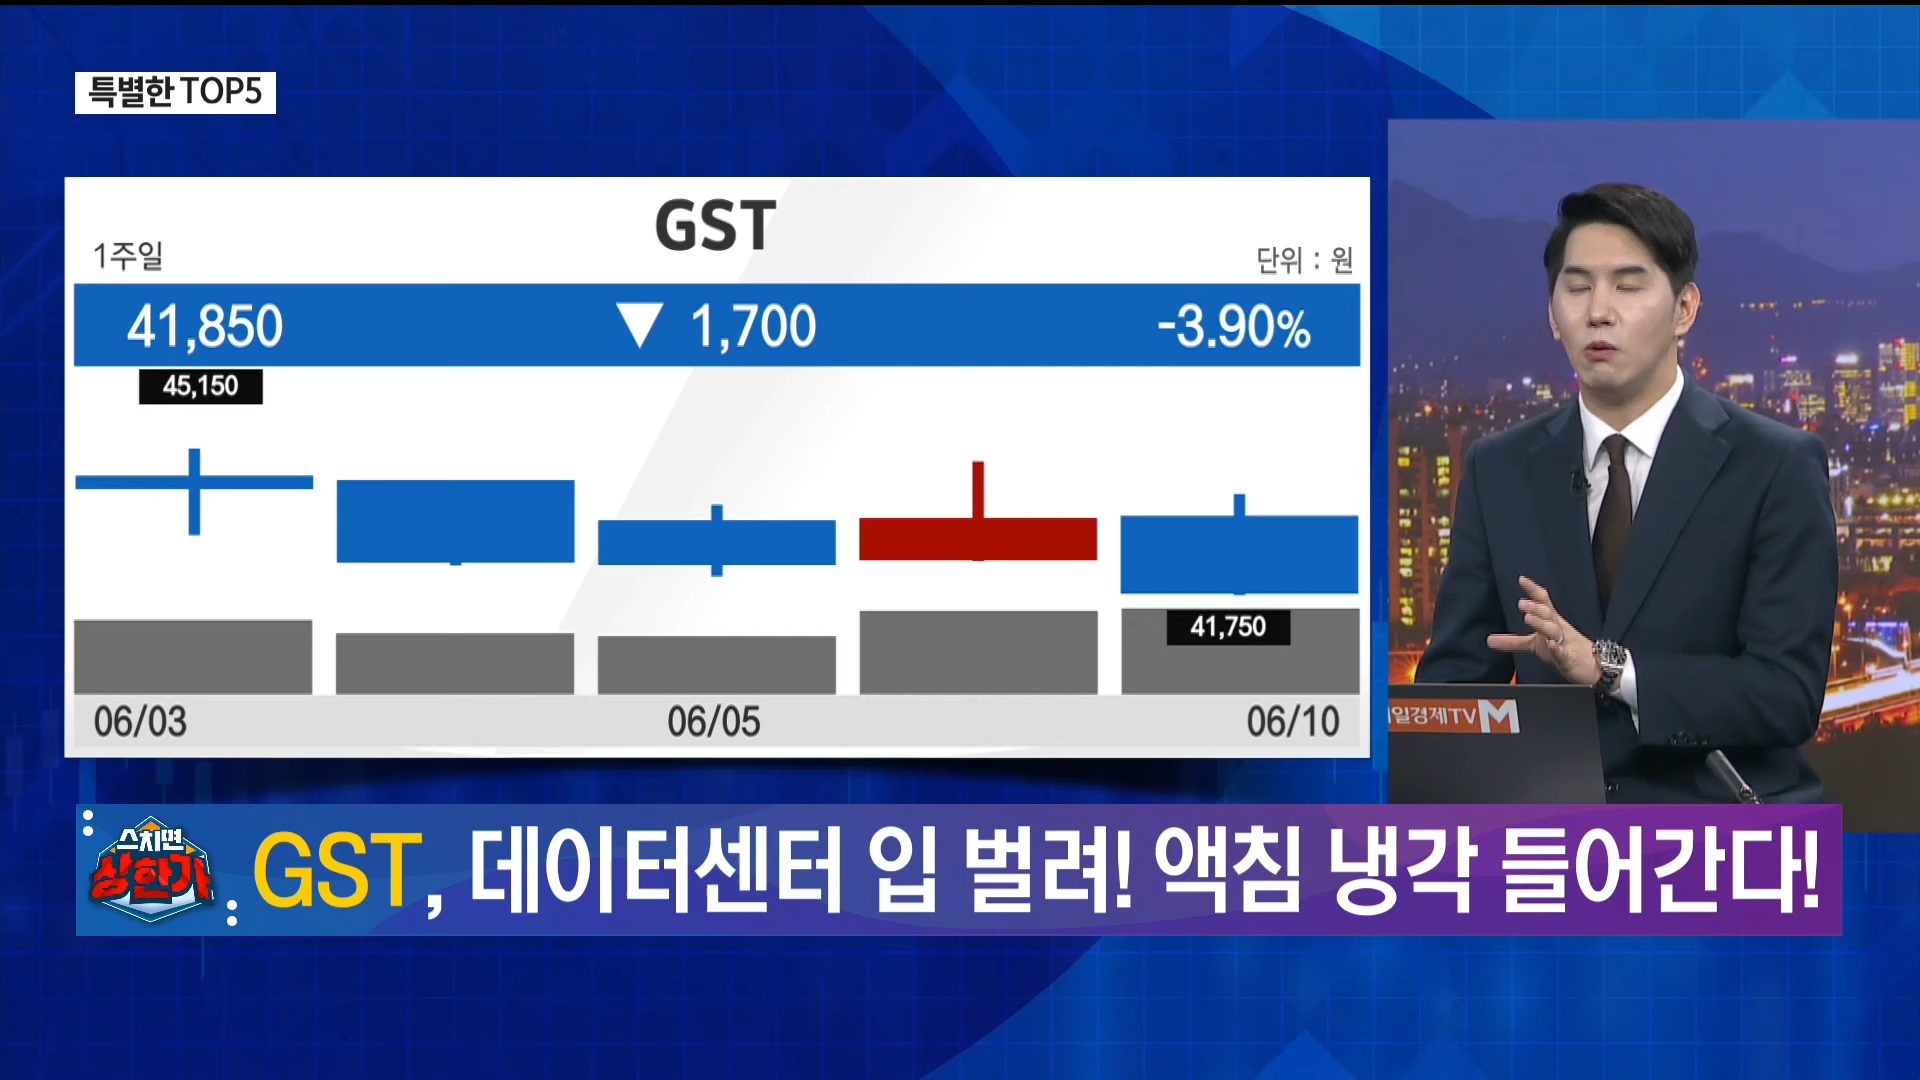 특별한 TOP5
GST
1주일
단위 : 원
41,850 ▼ 1,700 -3.90%
45,150
41,750
06/03 06/05 06/10
일경제TV M
스치면
상한가
GST, 데이터센터 입 벌려! 액침 냉각 들어간다!